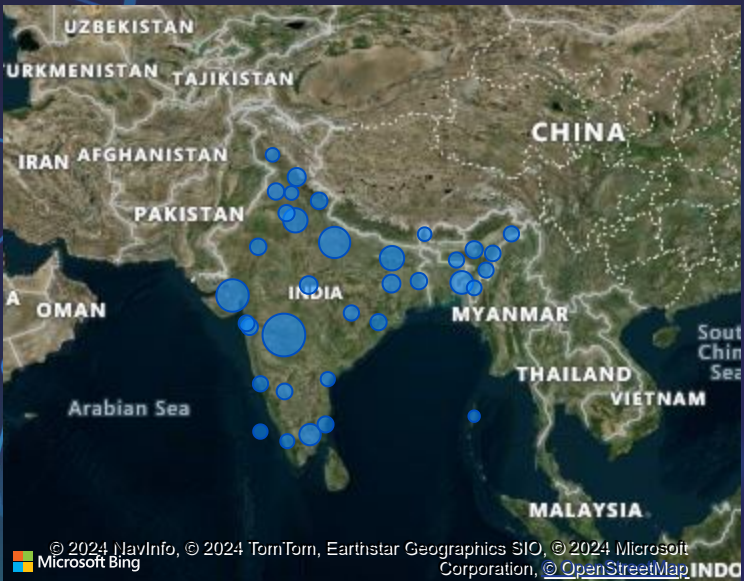 UZBEKISTAN
TURKMENISTAN
TAJIKISTAN
CHINA
IRAN
AFGHANISTAN
PAKISTAN
INDIA
A
OMAN
MYANMAR
Sout
Chin
Sea
THAILAND
VIETNAM
Arabian Sea
MALAYSIA
© 2024 NavInfo, © 2024 TomTom, Earthstar Geographics SIO, © 2024 Microsoft
Microsoft Bing
Corporation, © OpenStreetMap
INDO